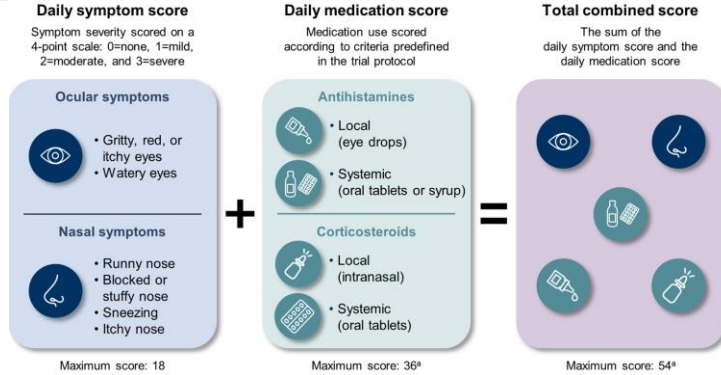 Daily symptom score
Symptom severity scored on a
4-point scale: 0=none, 1=mild,
2=moderate, and 3=severe
Ocular symptoms
• Gritty, red, or
itchy eyes
• Watery eyes
Nasal symptoms
• Runny nose
• Blocked or
stuffy nose
• Sneezing
• Itchy nose
Maximum score: 18
+
Daily medication score
Medication use scored
according to criteria predefined
in the trial protocol
Antihistamines
• Local
(eye drops)
• Systemic
(oral tablets or syrup)
Corticosteroids
• Local
(intranasal)
• Systemic
(oral tablets)
Maximum score: 36ª
=
Total combined score
The sum of the
daily symptom score and the
daily medication score
Maximum score: 54ª